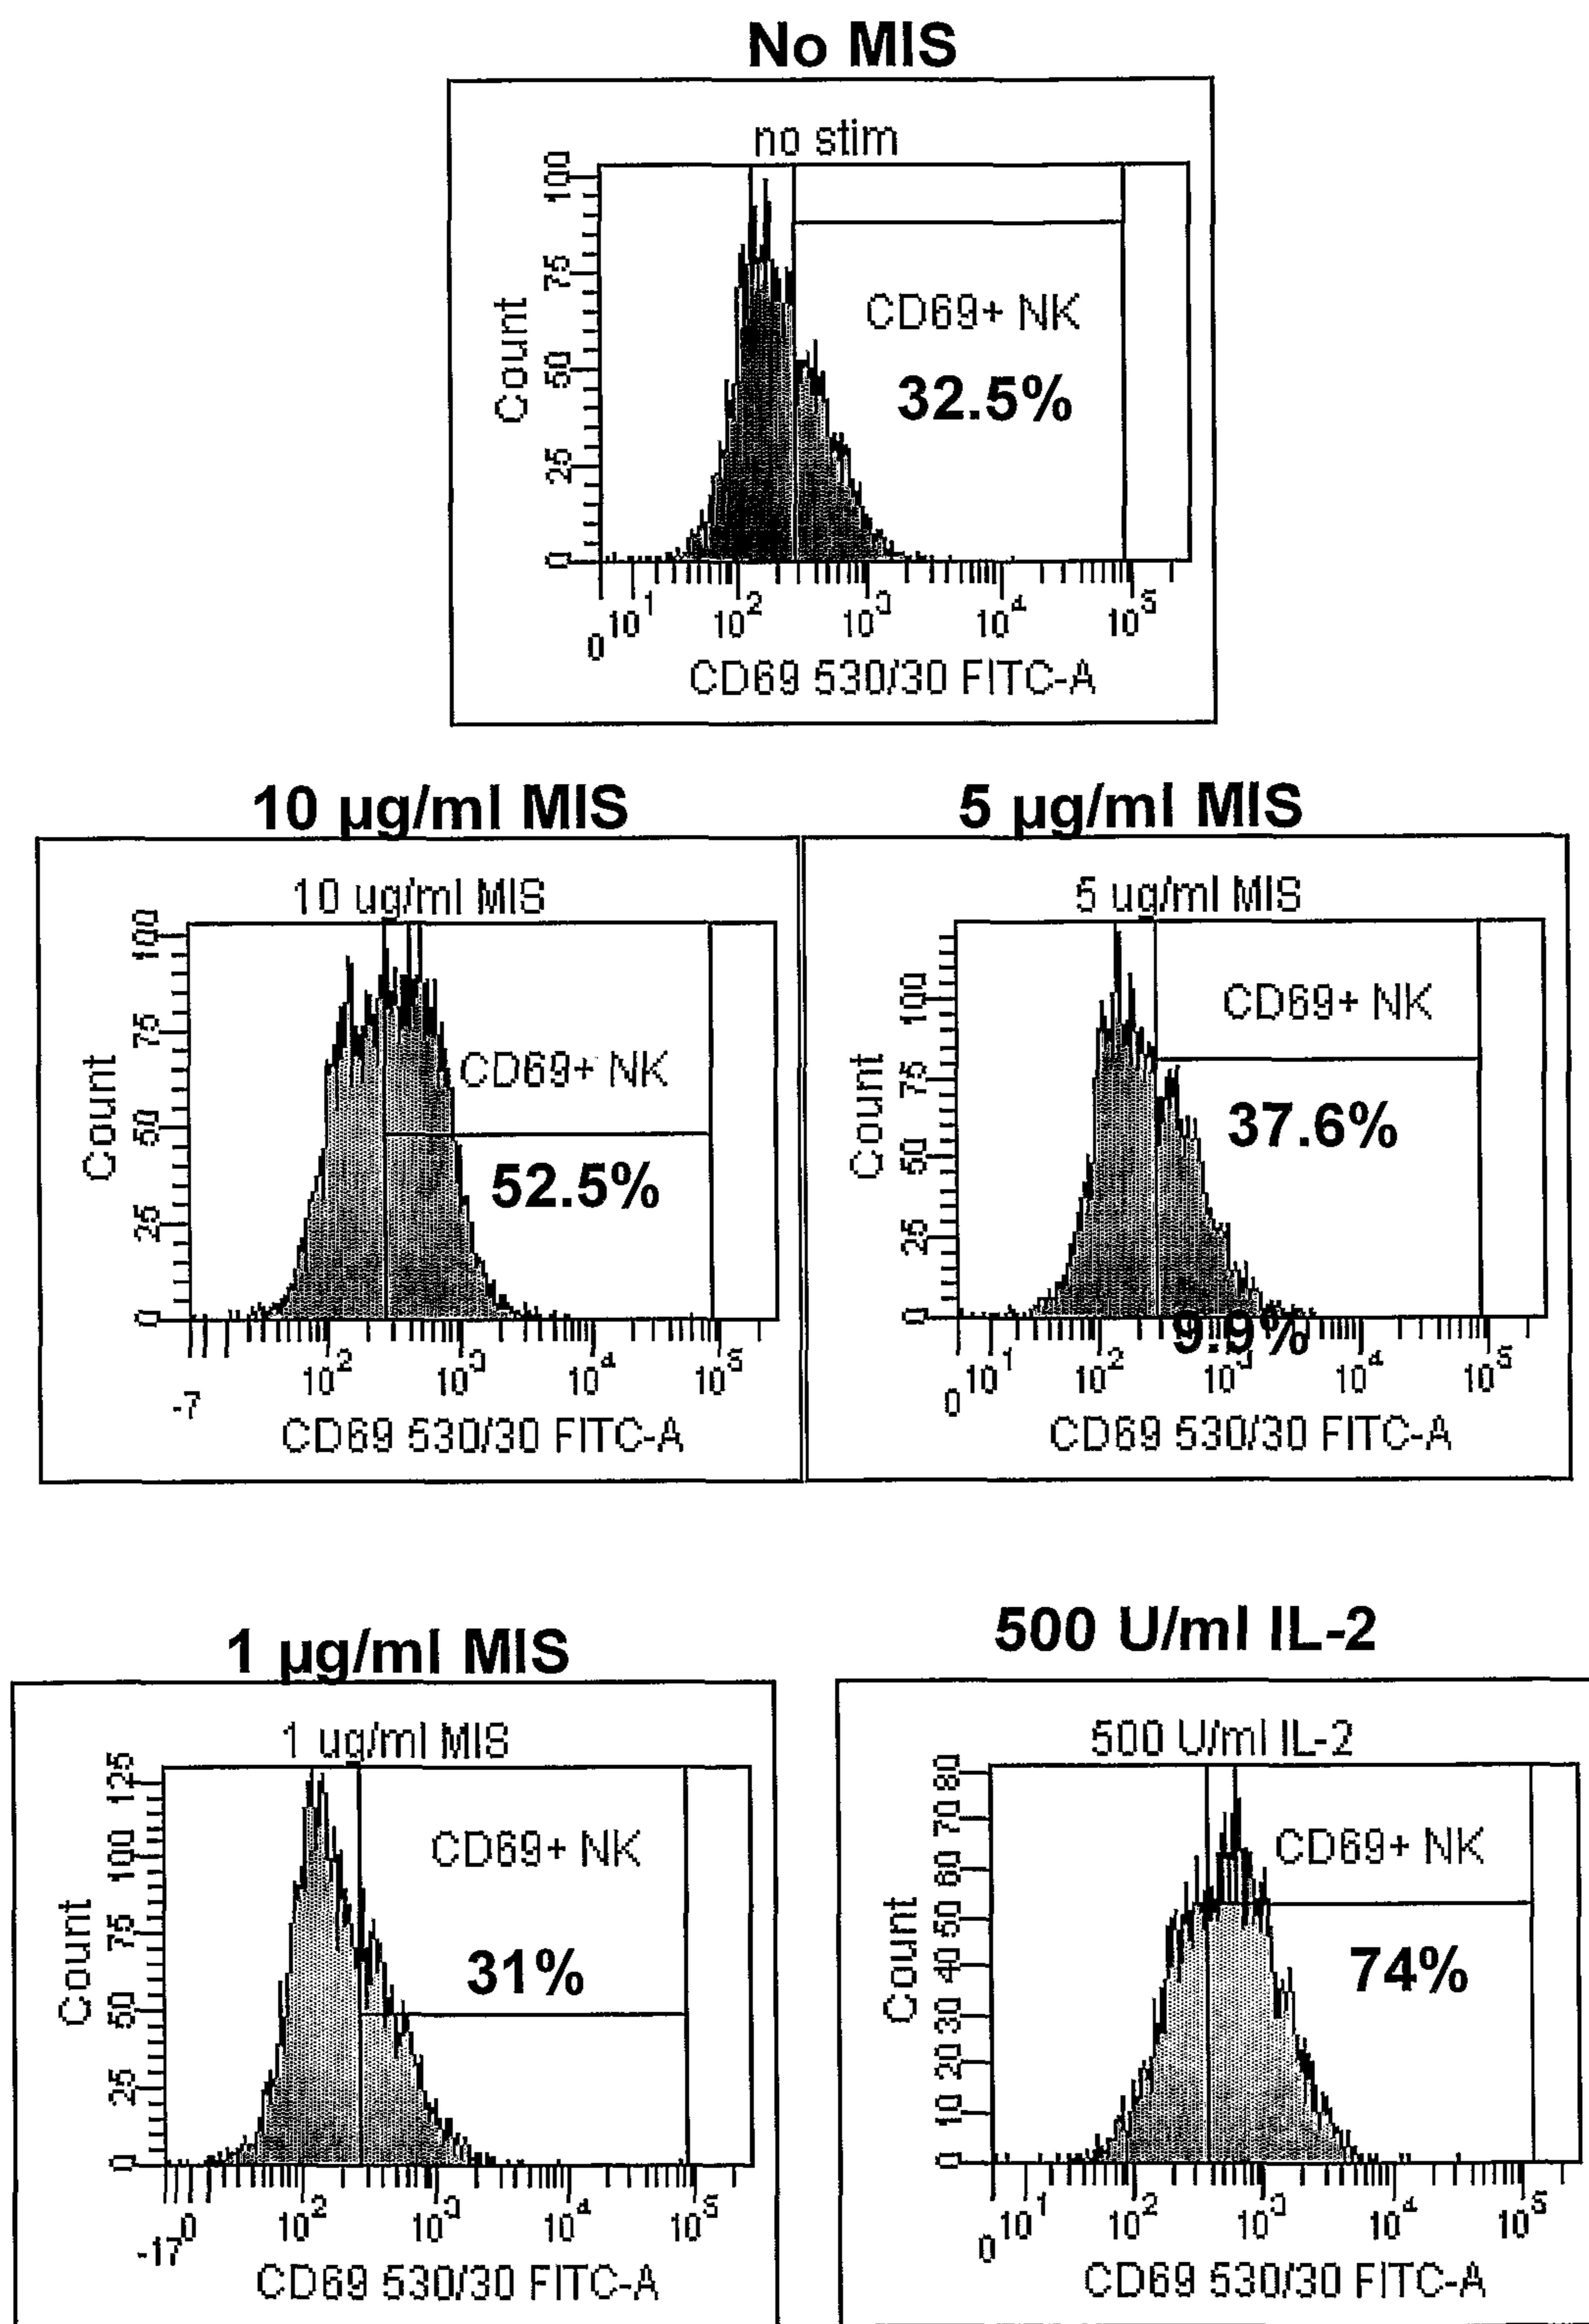 No MIS
no stim
100
75
50
25
0
Count
CD69+ NK
32.5%
0 10^1 10^2 10^3 10^4 10^5
CD69 530/30 FITC-A
10 µg/ml MIS
10 ug/ml MIS
100
75
50
25
0
Count
CD69+ NK
52.5%
-7 10^2 10^3 10^4 10^5
CD69 530/30 FITC-A
5 µg/ml MIS
5 ug/ml MIS
100
75
50
25
0
Count
CD69+ NK
37.6%
9.9%
0 10^1 10^2 10^3 10^4 10^5
CD69 530/30 FITC-A
1 µg/ml MIS
1 ug/ml MIS
125
100
75
50
25
0
Count
CD69+ NK
31%
-17 0 10^2 10^3 10^4 10^5
CD69 530/30 FITC-A
500 U/ml IL-2
500 U/ml IL-2
80
70
60
50
40
30
20
10
0
Count
CD69+ NK
74%
0 10^1 10^2 10^3 10^4 10^5
CD69 530/30 FITC-A